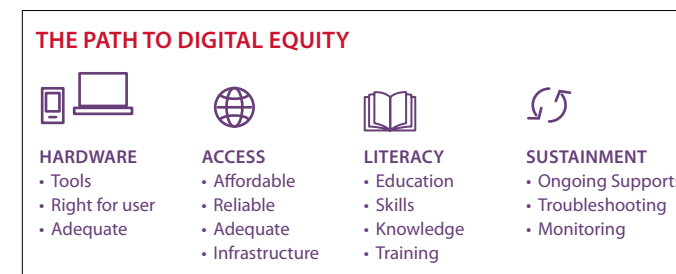 THE PATH TO DIGITAL EQUITY
HARDWARE
• Tools
• Right for user
• Adequate
ACCESS
• Affordable
• Reliable
• Adequate
• Infrastructure
LITERACY
• Education
• Skills
• Knowledge
• Training
SUSTAINMENT
• Ongoing Supports
• Troubleshooting
• Monitoring